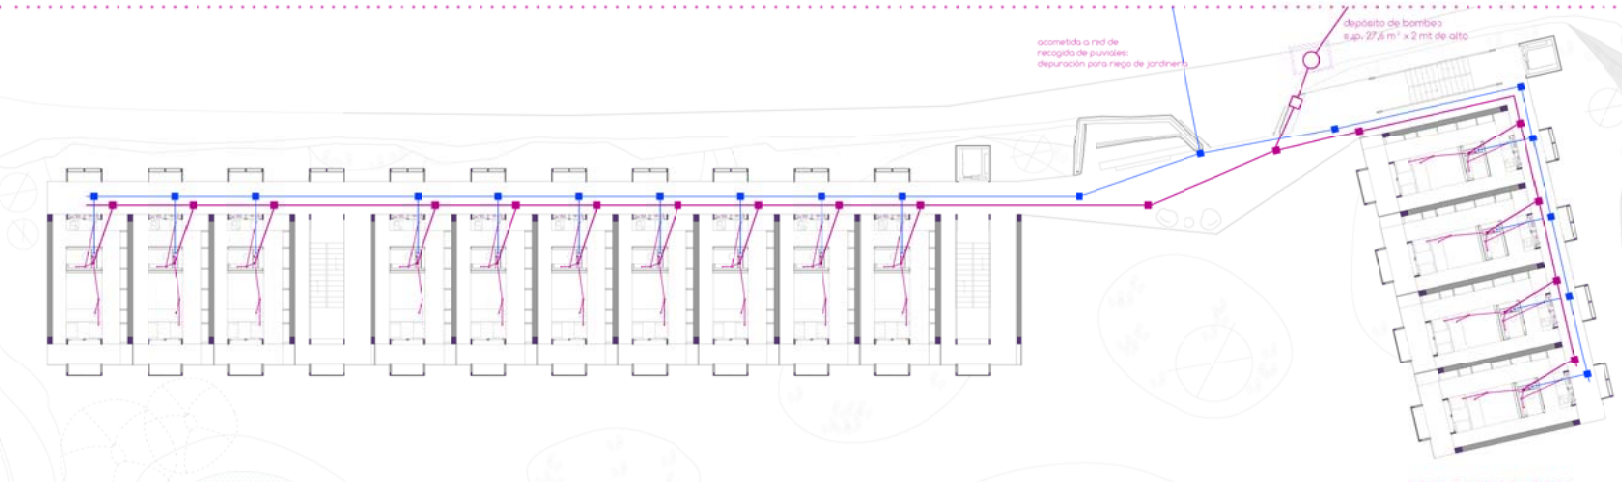 acometida a red de
recogida de puviales:
depuración para riego de jardinería
depósito de bombeo:
sup. 27,6 m² x 2 mt de alto